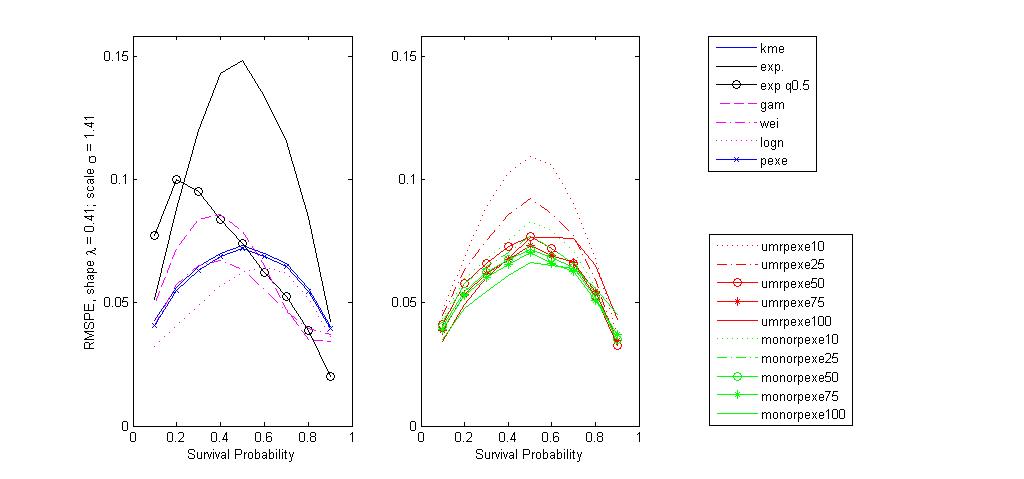 0.15
0.1
0.05
0
RMSPE, shape λ = 0.41; scale σ = 1.41
0 0.2 0.4 0.6 0.8 1
Survival Probability
0.15
0.1
0.05
0
0 0.2 0.4 0.6 0.8 1
Survival Probability
kme
exp.
exp q0.5
gam
wei
logn
pexe
umrpexe10
umrpexe25
umrpexe50
umrpexe75
umrpexe100
monorpexe10
monorpexe25
monorpexe50
monorpexe75
monorpexe100